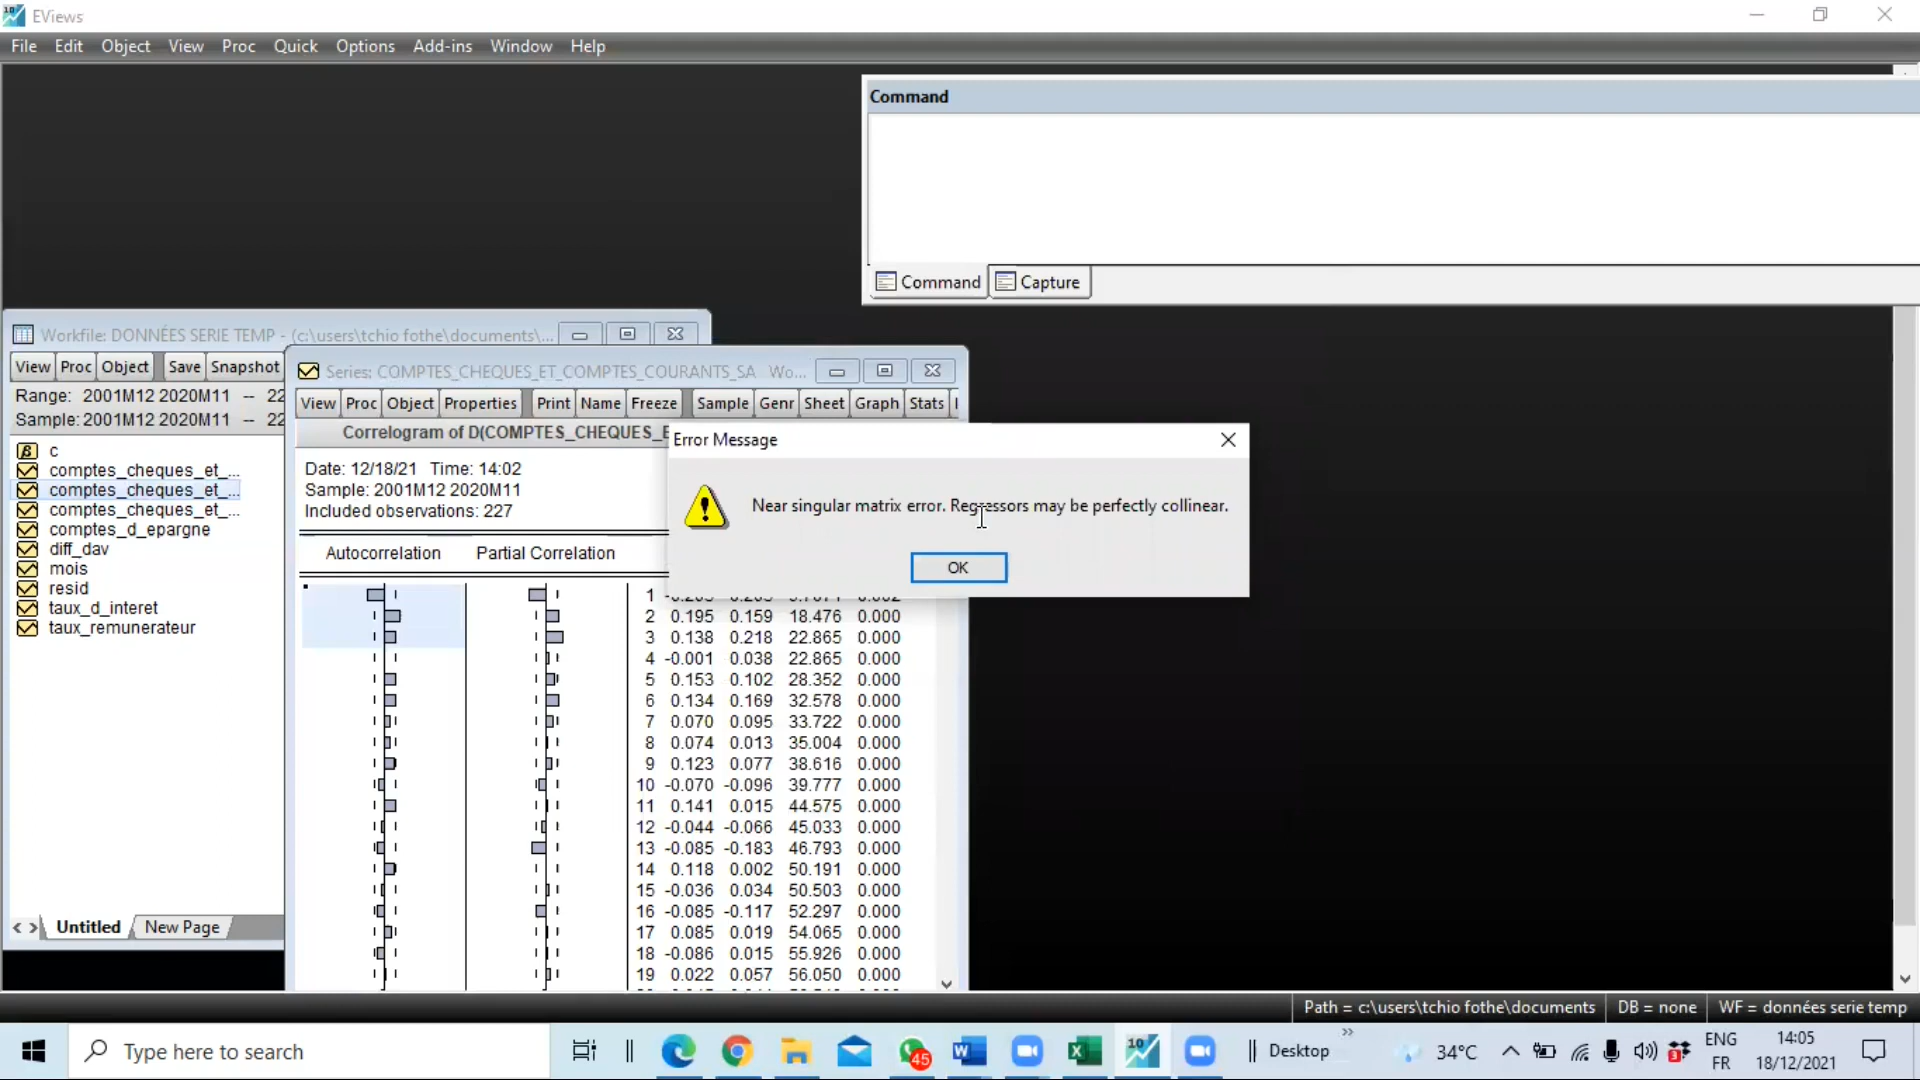 EViews
File Edit Object View Proc Quick Options Add-ins Window Help
Command
Command Capture
Workfile: DONNÉES SERIE TEMP - (c:\users\tchio fothe\documents\...
View Proc Object Save Snapshot
Range: 2001M12 2020M11 -- 22
Sample: 2001M12 2020M11 -- 22
c
comptes_cheques_et_...
comptes_cheques_et_...
comptes_cheques_et_...
comptes_d_epargne
diff_dav
mois
resid
taux_d_interet
taux_remunerateur
Untitled New Page
Series: COMPTES_CHEQUES_ET_COMPTES_COURANTS_SA Wo...
View Proc Object Properties Print Name Freeze Sample Genr Sheet Graph Stats
Correlogram of D(COMPTES_CHEQUES_E
Date: 12/18/21 Time: 14:02
Sample: 2001M12 2020M11
Included observations: 227
Autocorrelation Partial Correlation
1
2 0.195 0.159 18.476 0.000
3 0.138 0.218 22.865 0.000
4 -0.001 0.038 22.865 0.000
5 0.153 0.102 28.352 0.000
6 0.134 0.169 32.578 0.000
7 0.070 0.095 33.722 0.000
8 0.074 0.013 35.004 0.000
9 0.123 0.077 38.616 0.000
10 -0.070 -0.096 39.777 0.000
11 0.141 0.015 44.575 0.000
12 -0.044 -0.066 45.033 0.000
13 -0.085 -0.183 46.793 0.000
14 0.118 0.002 50.191 0.000
15 -0.036 0.034 50.503 0.000
16 -0.085 -0.117 52.297 0.000
17 0.085 0.019 54.065 0.000
18 -0.086 0.015 55.926 0.000
19 0.022 0.057 56.050 0.000
Error Message
Near singular matrix error. Regressors may be perfectly collinear.
OK
Path = c:\users\tchio fothe\documents DB = none WF = données serie temp
Type here to search
45
Desktop
34°C
ENG
FR
14:05
18/12/2021